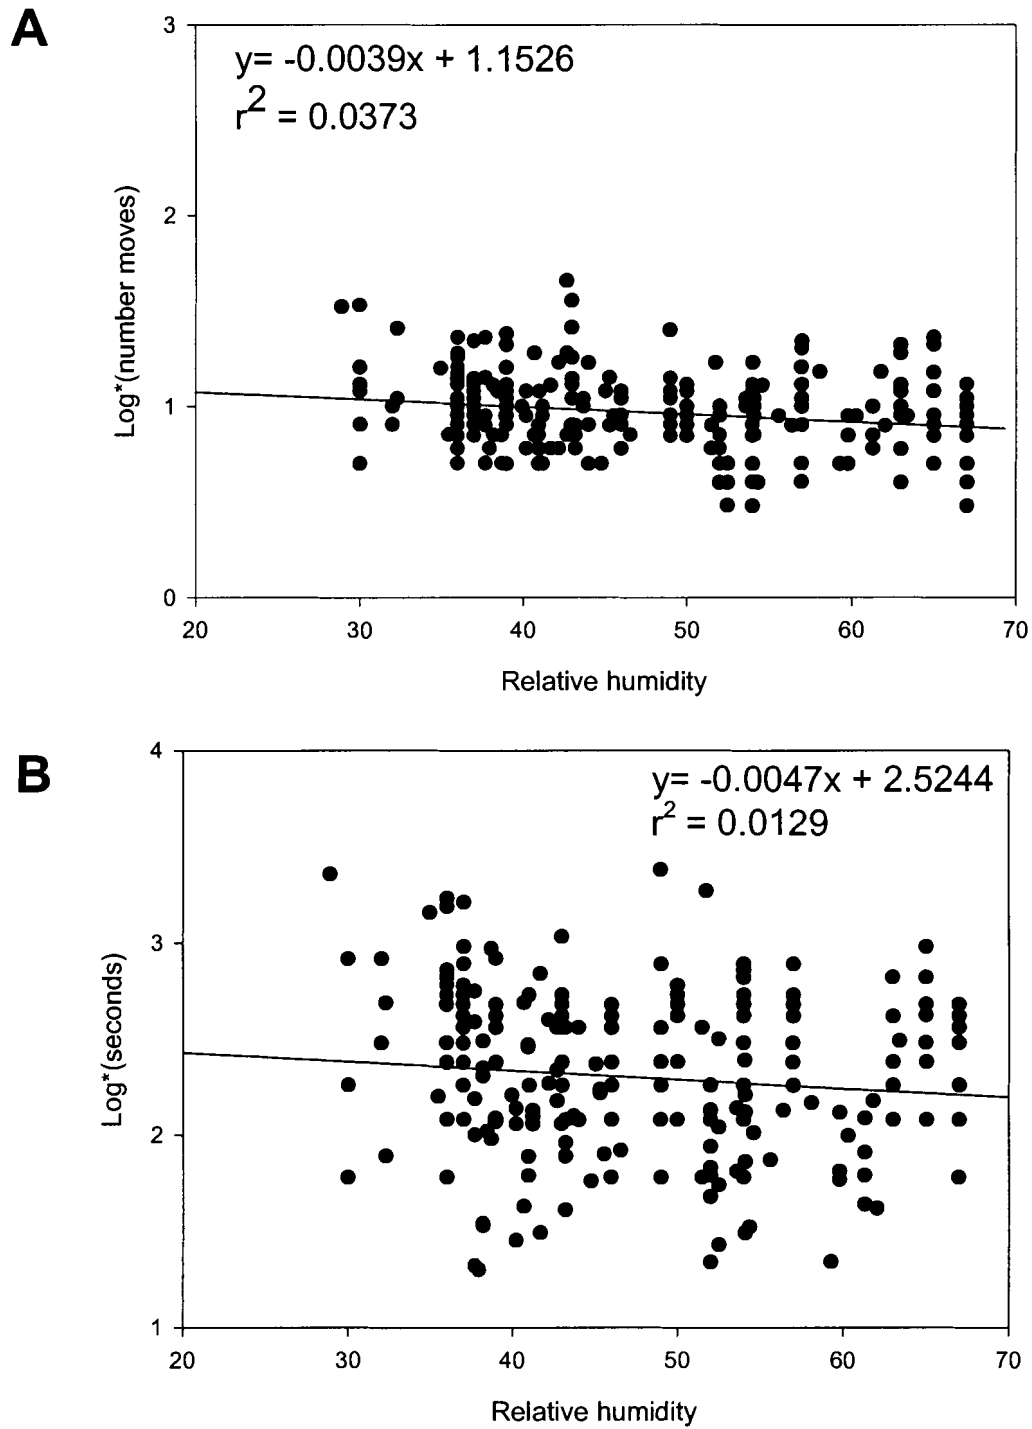 A
y= -0.0039x + 1.1526
r2 = 0.0373
Log*(number moves)
3
2
1
0
20 30 40 50 60 70
Relative humidity
B
y= -0.0047x + 2.5244
r2 = 0.0129
Log*(seconds)
4
3
2
1
20 30 40 50 60 70
Relative humidity